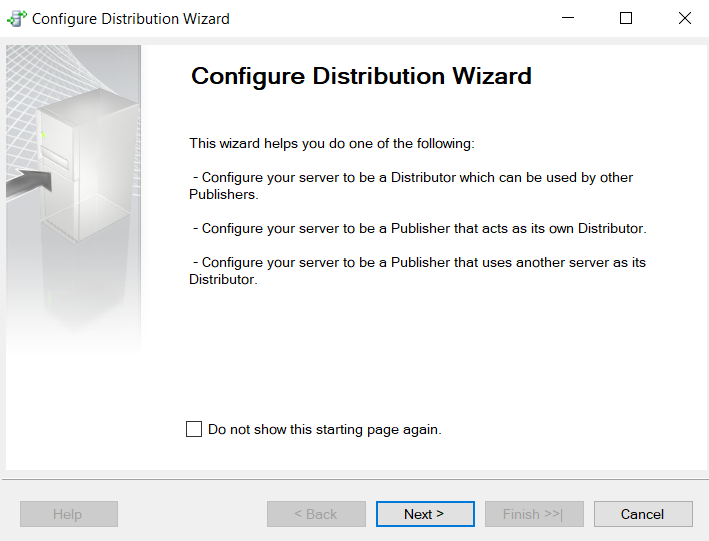 Configure Distribution Wizard
Configure Distribution Wizard
This wizard helps you do one of the following:
- Configure your server to be a Distributor which can be used by other
Publishers.
- Configure your server to be a Publisher that acts as its own Distributor.
- Configure your server to be a Publisher that uses another server as its
Distributor.
Do not show this starting page again.
Help
< Back
Next >
Finish >>|
Cancel